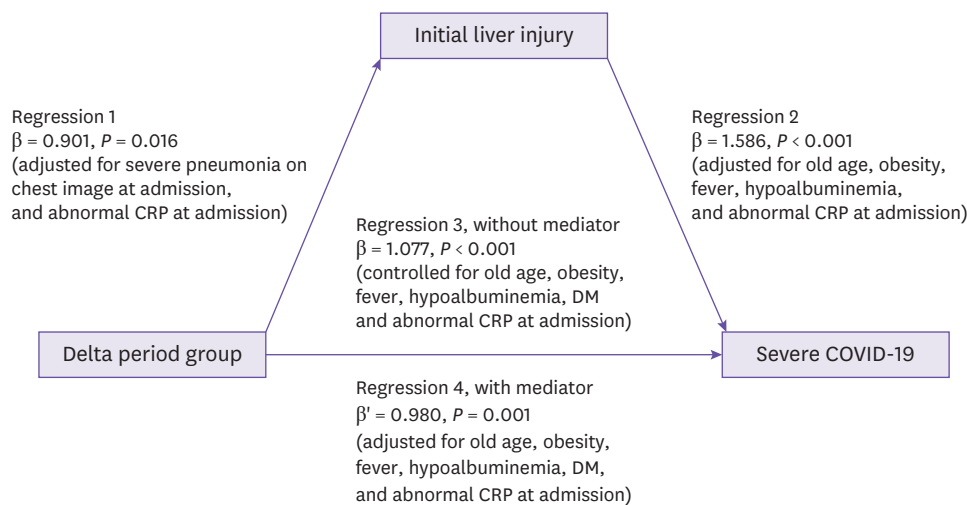 Initial liver injury
Regression 1
β = 0.901, P = 0.016
(adjusted for severe pneumonia on
chest image at admission,
and abnormal CRP at admission)
Regression 2
β = 1.586, P < 0.001
(adjusted for old age, obesity,
fever, hypoalbuminemia,
and abnormal CRP at admission)
Regression 3, without mediator
β = 1.077, P < 0.001
(controlled for old age, obesity,
fever, hypoalbuminemia, DM
and abnormal CRP at admission)
Delta period group
Severe COVID-19
Regression 4, with mediator
β' = 0.980, P = 0.001
(adjusted for old age, obesity,
fever, hypoalbuminemia, DM,
and abnormal CRP at admission)